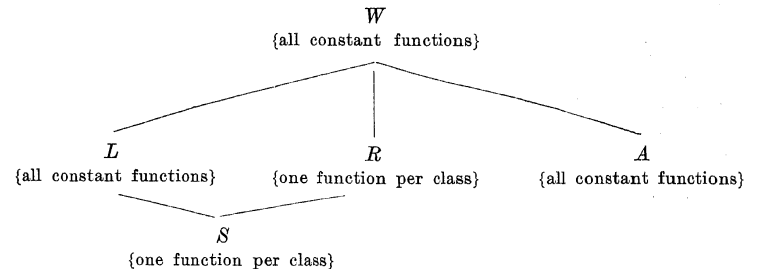 W
{all constant functions}
L
R
A
{all constant functions}
{one function per class}
{all constant functions}
S
{one function per class}